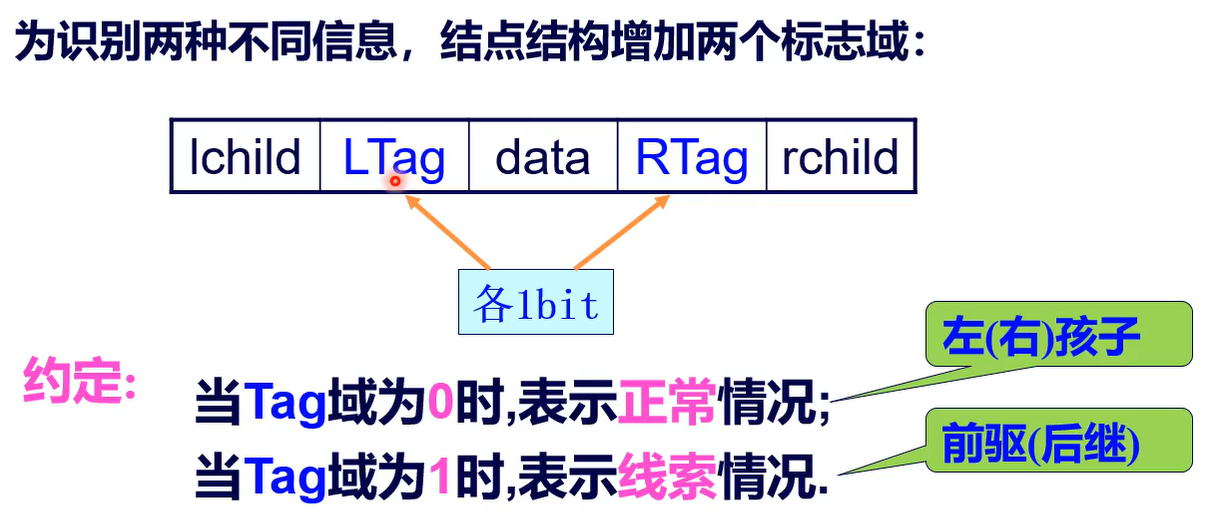 为识别两种不同信息，结点结构增加两个标志域：
lchild LTag data RTag rchild
各1bit
左(右)孩子
约定:
当Tag域为0时,表示正常情况;
前驱(后继)
当Tag域为1时,表示线索情况.